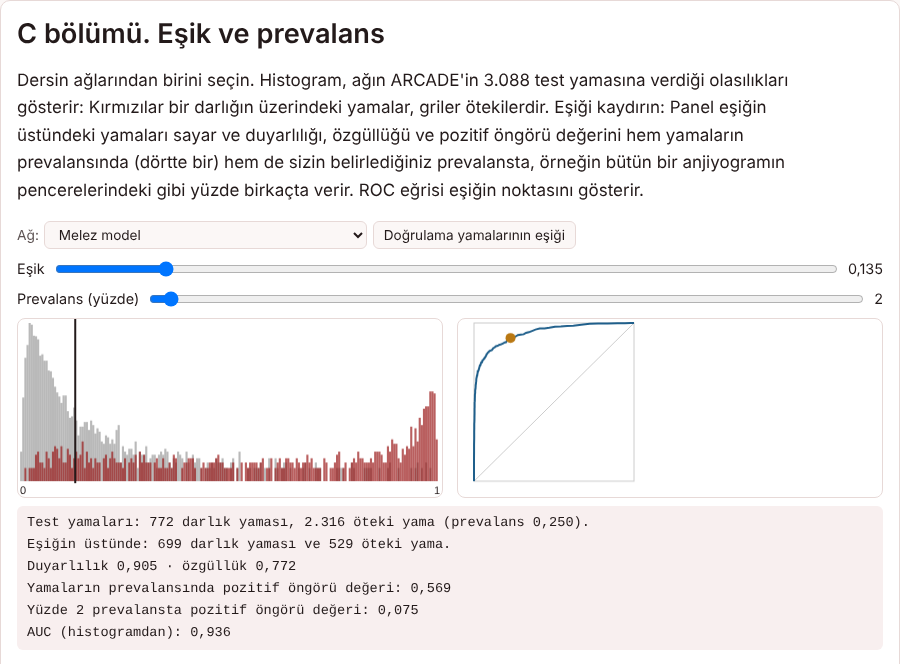 C bölümü. Eşik ve prevalans
Dersin ağlarından birini seçin. Histogram, ağın ARCADE'in 3.088 test yamasına verdiği olasılıkları
gösterir: Kırmızılar bir darlığın üzerindeki yamalar, griler ötekilerdir. Eşiği kaydırın: Panel eşiğin
üstündeki yamaları sayar ve duyarlılığı, özgüllüğü ve pozitif öngörü değerini hem yamaların
prevalansında (dörtte bir) hem de sizin belirlediğiniz prevalansta, örneğin bütün bir anjiyogramın
pencerelerindeki gibi yüzde birkaçta verir. ROC eğrisi eşiğin noktasını gösterir.
Ağ: Melez model Doğrulama yamalarının eşiği
Eşik 0,135
Prevalans (yüzde) 2
0 1
Test yamaları: 772 darlık yaması, 2.316 öteki yama (prevalans 0,250).
Eşiğin üstünde: 699 darlık yaması ve 529 öteki yama.
Duyarlılık 0,905 · özgüllük 0,772
Yamaların prevalansında pozitif öngörü değeri: 0,569
Yüzde 2 prevalansta pozitif öngörü değeri: 0,075
AUC (histogramdan): 0,936